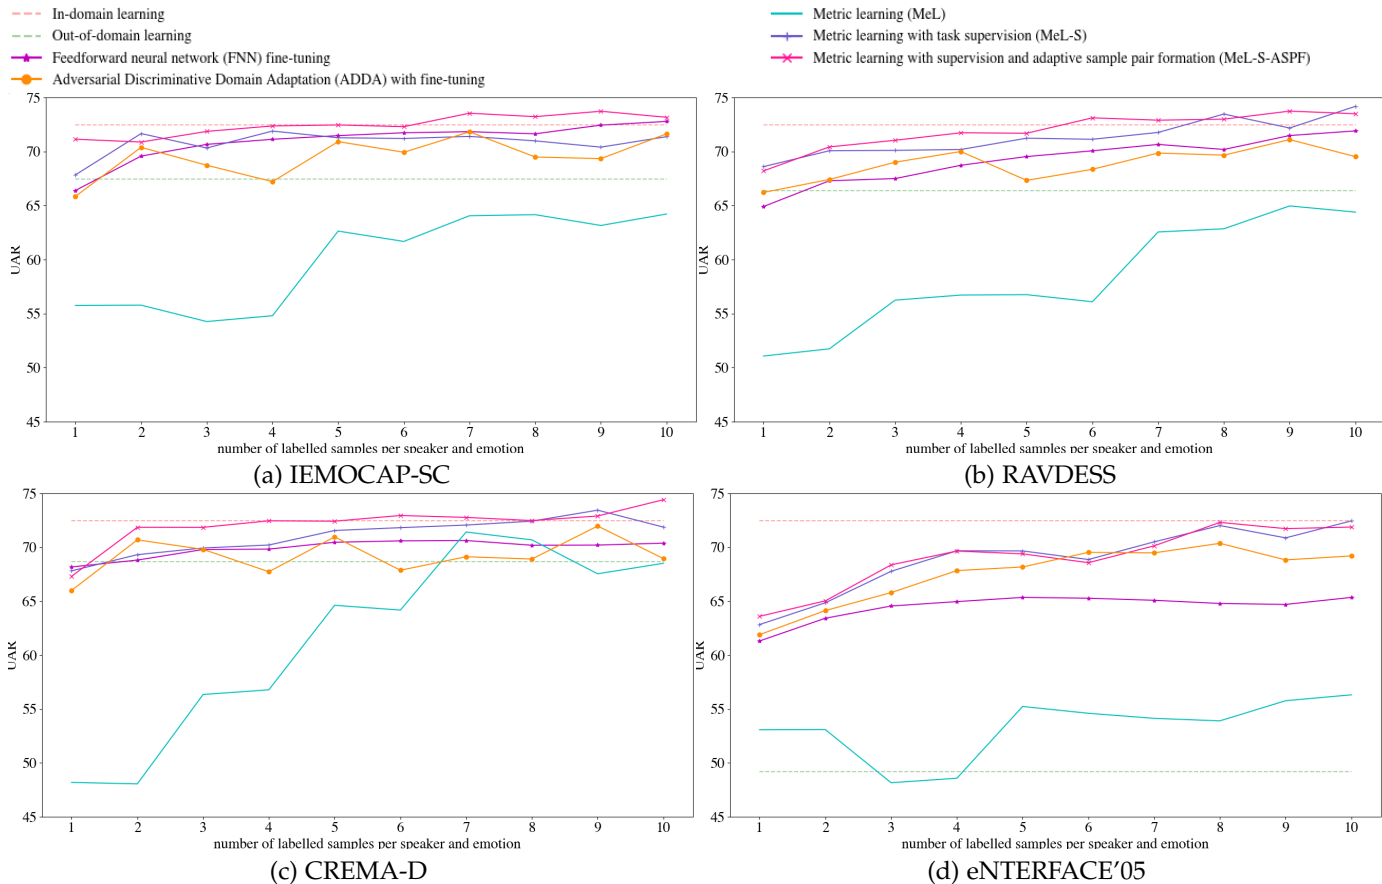 In-domain learning
Out-of-domain learning
Feedforward neural network (FNN) fine-tuning
Adversarial Discriminative Domain Adaptation (ADDA) with fine-tuning
Metric learning (MeL)
Metric learning with task supervision (MeL-S)
Metric learning with supervision and adaptive sample pair formation (MeL-S-ASPF)
75
70
65
60
55
50
45
UAR
1 2 3 4 5 6 7 8 9 10
number of labelled samples per speaker and emotion
(a) IEMOCAP-SC
75
70
65
60
55
50
45
UAR
1 2 3 4 5 6 7 8 9 10
number of labelled samples per speaker and emotion
(b) RAVDESS
75
70
65
60
55
50
45
UAR
1 2 3 4 5 6 7 8 9 10
number of labelled samples per speaker and emotion
(c) CREMA-D
75
70
65
60
55
50
45
UAR
1 2 3 4 5 6 7 8 9 10
number of labelled samples per speaker and emotion
(d) eNTERFACE’05